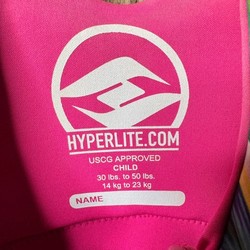 HYPERLITE.COM
USCG APPROVED
CHILD
30 lbs. to 50 lbs.
14 kg to 23 kg
NAME